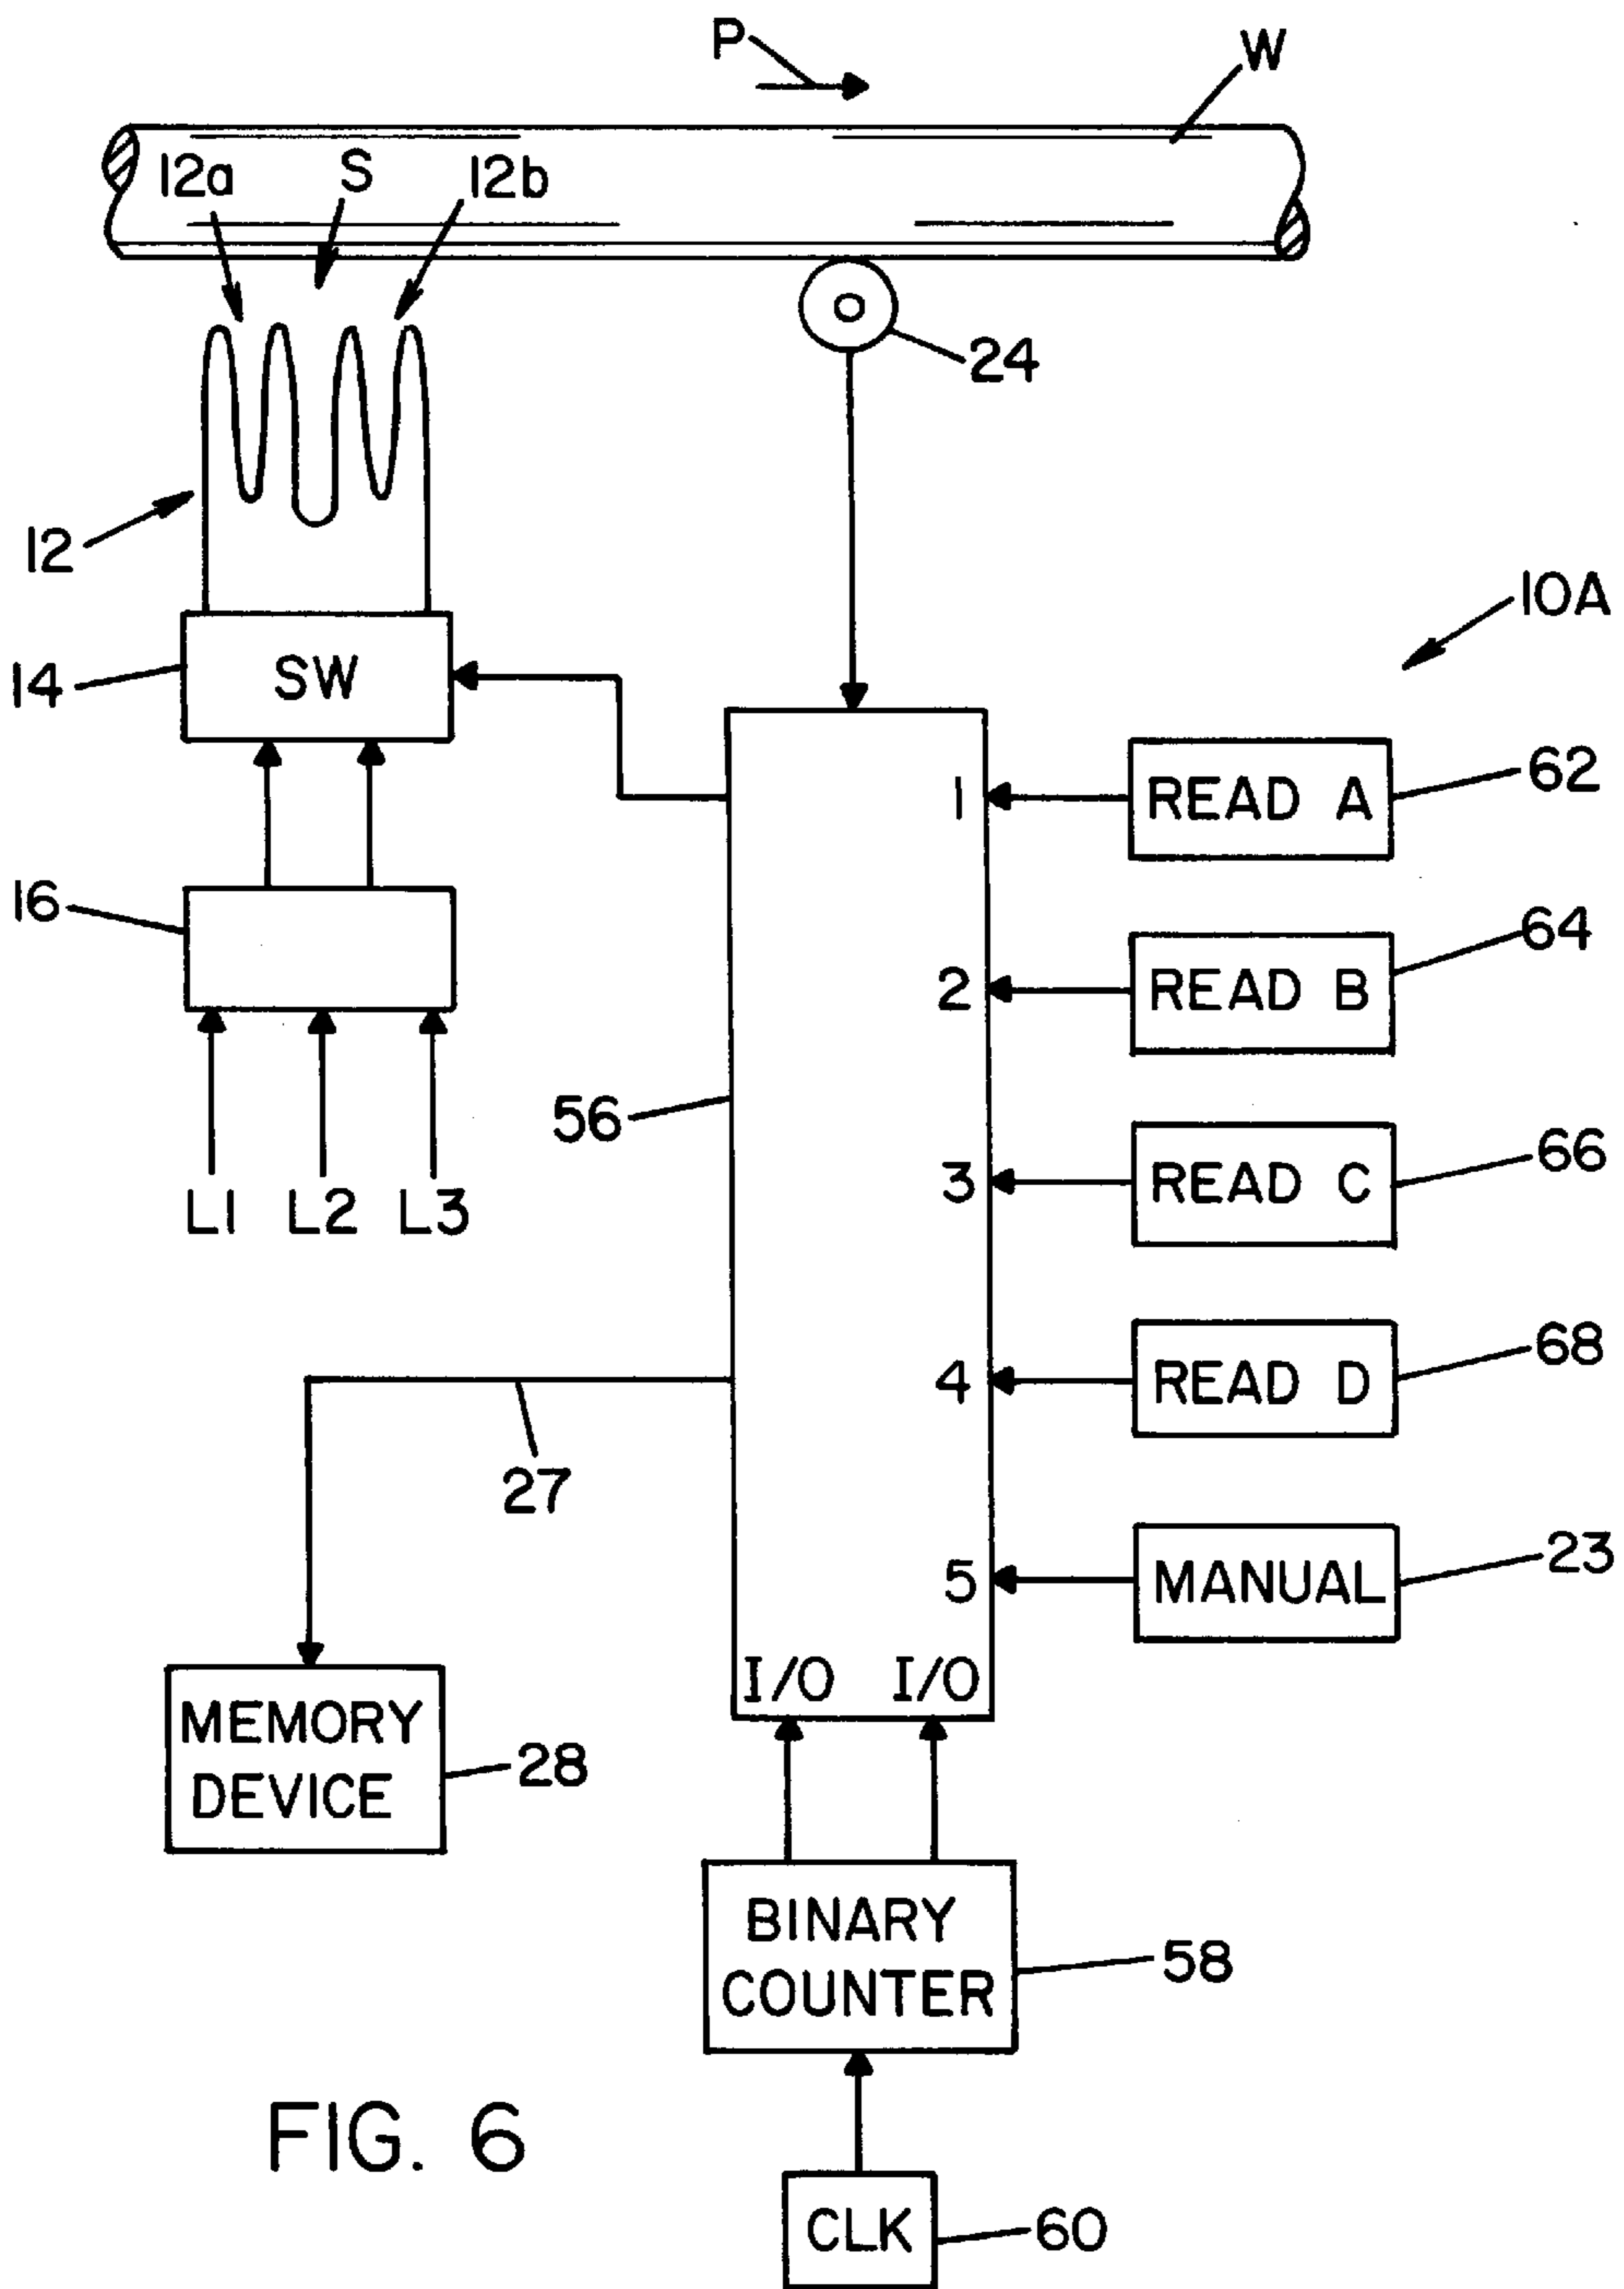 P
W
12a
S
12b
24
12
10A
14
SW
1
READ A
62
16
2
READ B
64
56
3
READ C
66
L1 L2 L3
4
READ D
68
27
5
MANUAL
23
I/O I/O
MEMORY
DEVICE
28
BINARY
COUNTER
58
FIG. 6
CLK
60